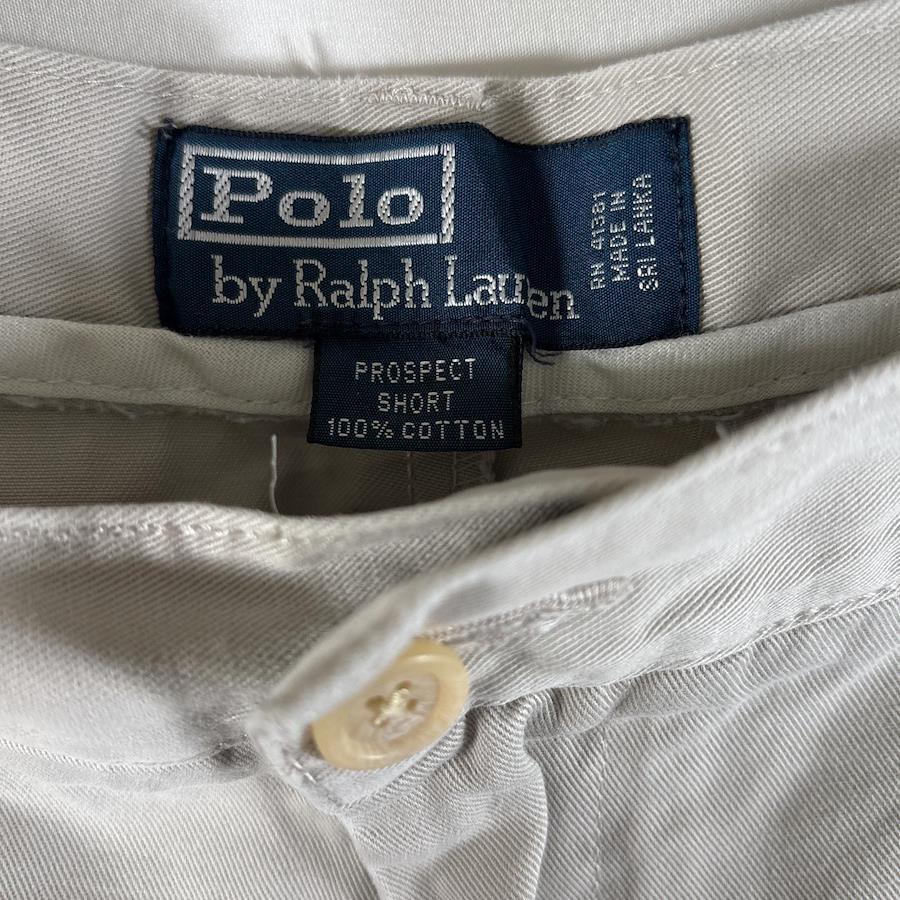 Polo
by Ralph Lauren
RN 41381
MADE IN
SRI LANKA
PROSPECT
SHORT
100% COTTON